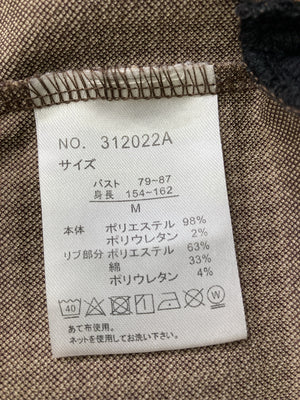 NO. 312022A
サイズ
バスト 79~87
身長 154~162
M
本体 ポリエステル 98%
ポリウレタン 2%
リブ部分 ポリエステル 63%
綿 33%
ポリウレタン 4%
40 W
あて布使用。
ネットを使用してお洗い下さい。